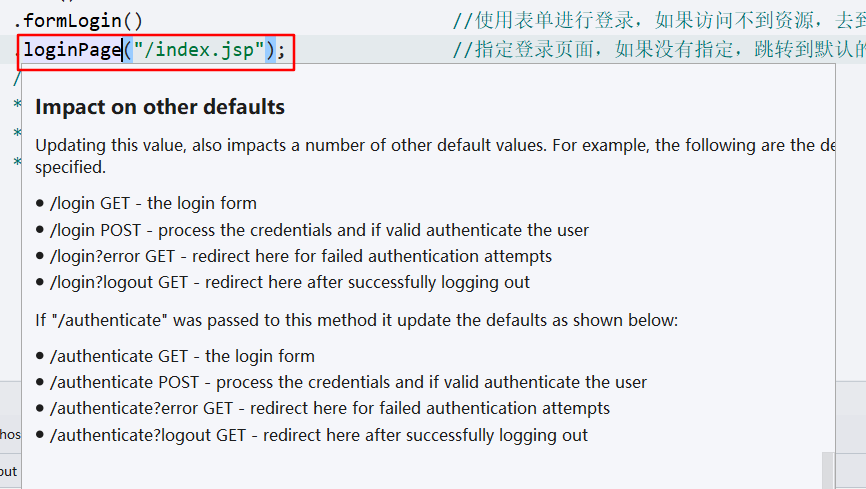 .formLogin() //使用表单进行登录，如果访问不到资源，去到
.loginPage("/index.jsp"); //指定登录页面，如果没有指定，跳转到默认的
/
*
*
*
Impact on other defaults
Updating this value, also impacts a number of other default values. For example, the following are the de
specified.
● /login GET - the login form
● /login POST - process the credentials and if valid authenticate the user
● /login?error GET - redirect here for failed authentication attempts
● /login?logout GET - redirect here after successfully logging out
If "/authenticate" was passed to this method it update the defaults as shown below:
● /authenticate GET - the login form
● /authenticate POST - process the credentials and if valid authenticate the user
● /authenticate?error GET - redirect here for failed authentication attempts
● /authenticate?logout GET - redirect here after successfully logging out
hos
out